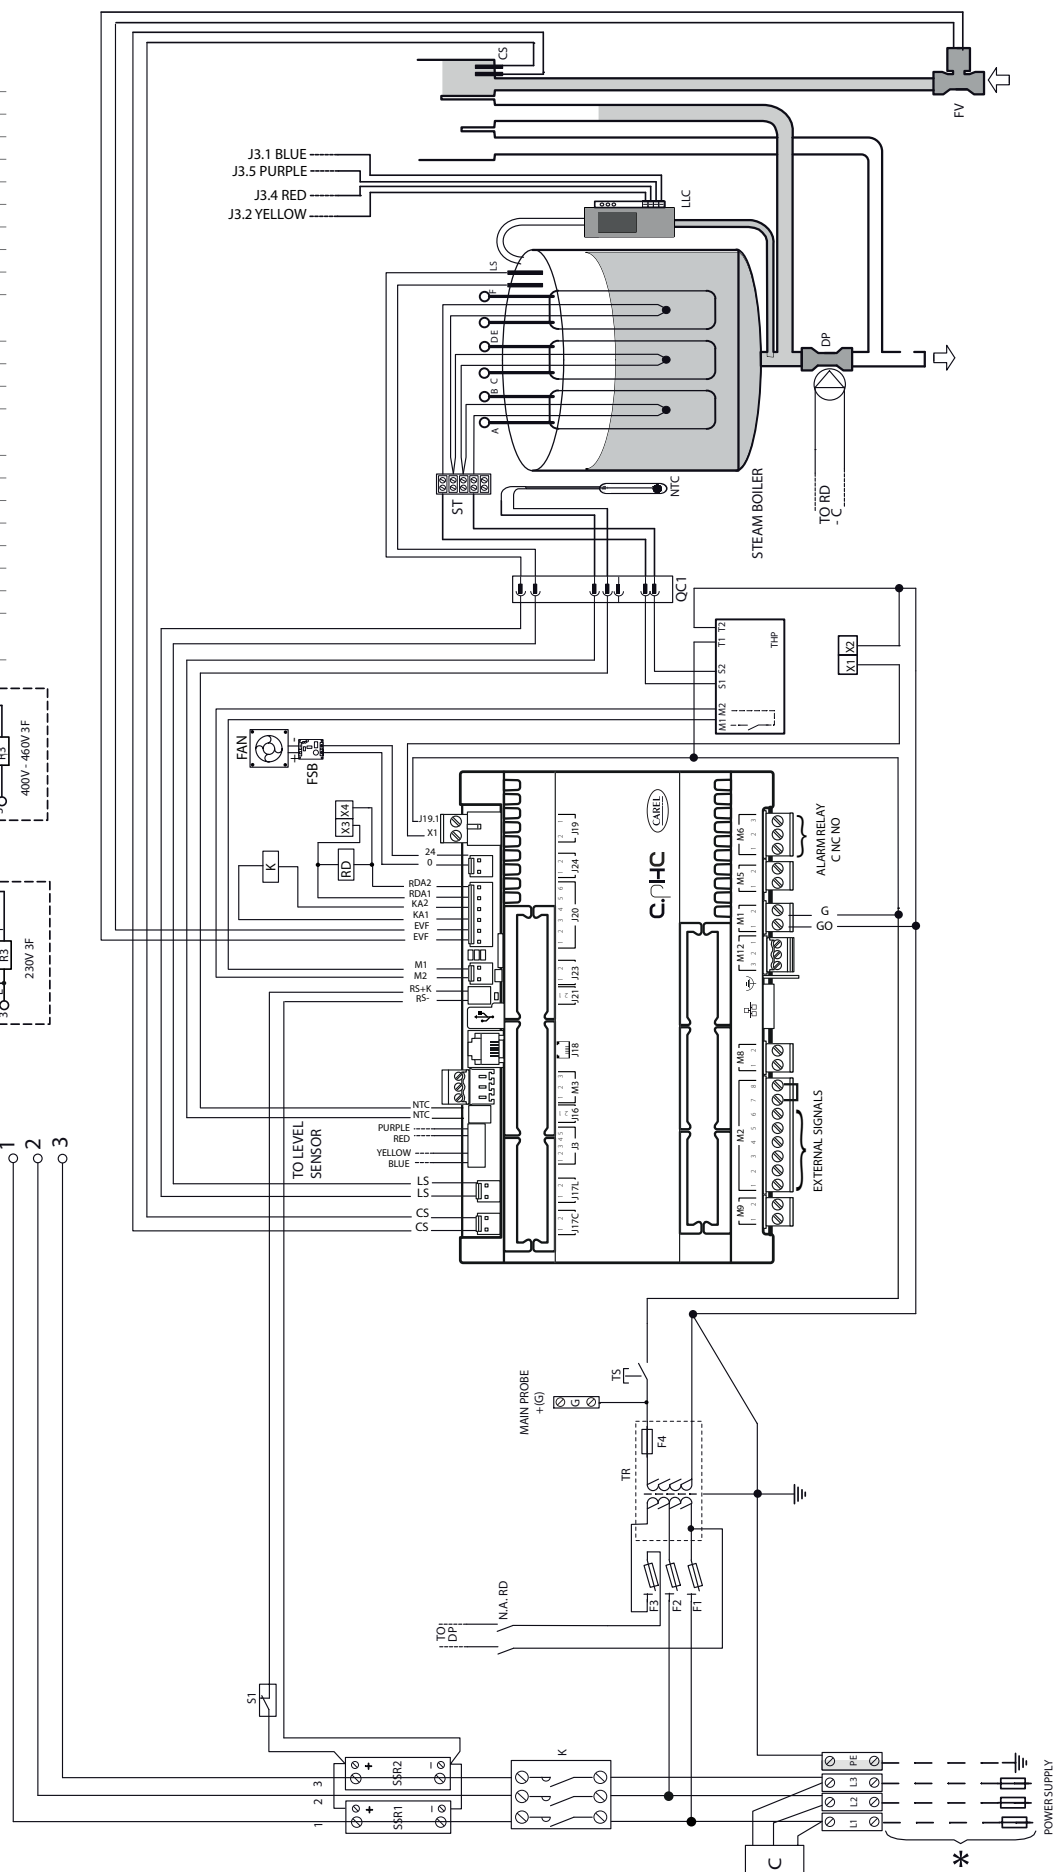 CS
FV
J3.1 BLUE
J3.5 PURPLE
J3.4 RED
J3.2 YELLOW
LLC
LS
F
D E
B C
A
DP
ST
NTC
STEAM BOILER
TO RD
- C
QC1
T1 T2
THP
S1 S2
M1 M2
X1 X2
R3
400V - 460V 3F
R3
230V 3F
FAN
+ -
FSB
X3 X4
K
RD
J19.1
X1
24
0
RDA2
RDA1
KA2
KA1
EVF
EVF
M1
M2
RS+K
RS-
NTC
NTC
PURPLE
RED
YELLOW
BLUE
LS
LS
CS
CS
TO LEVEL
SENSOR
J19
J24
J20
J23
J21
J18
M3
J16
J3
J17L
J17C
CAREL
M6
M5
M1
M12
M8
M2
M9
ALARM RELAY
C NC NO
G
GO
EXTERNAL SIGNALS
1
2
3
MAIN PROBE
+(G)
G
TS
F4
TR
F3
F2
F1
N.A. RD
TO
DP
S1
SSR2
+ -
SSR1
+ -
1 2 3
K
PE
L3
L2
L1
C
*
POWER SUPPLY